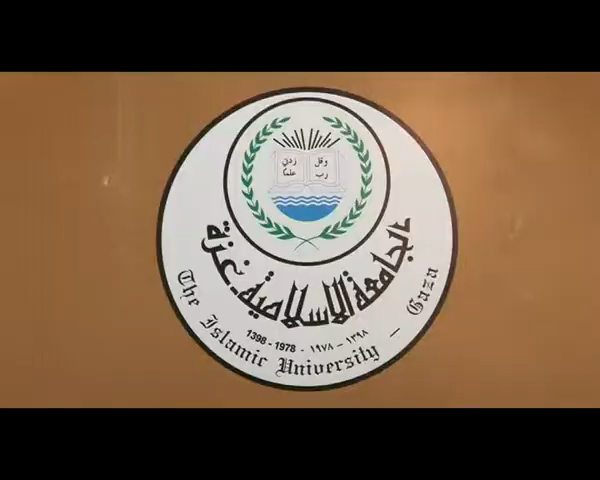 وقل
رب
زدني
علما
الجامعة الإسلامية - غزة
1398 - 1978 - ١٩٧٨ - ١٣٩٨
The Islamic University - Gaza